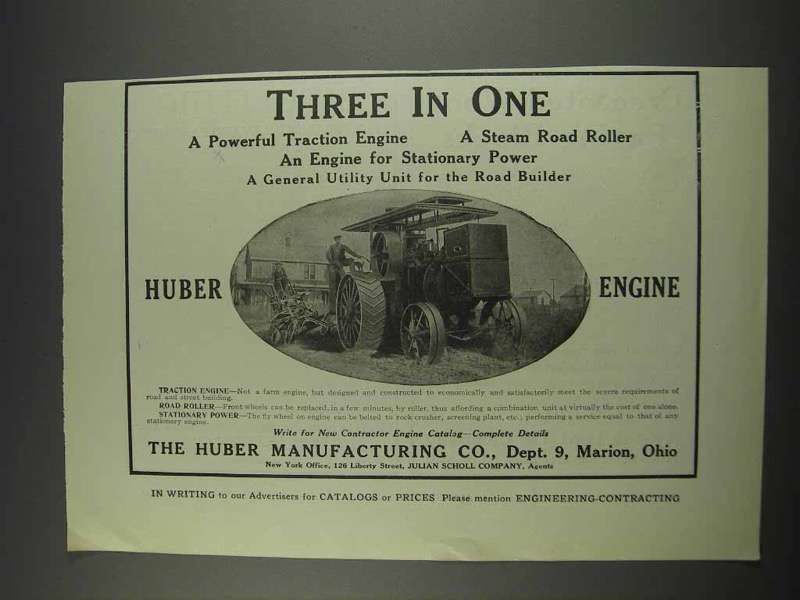 THREE IN ONE
A Powerful Traction Engine A Steam Road Roller
An Engine for Stationary Power
A General Utility Unit for the Road Builder
HUBER ENGINE
TRACTION ENGINE—Not a farm engine, but designed and constructed to economically and satisfactorily meet the severe requirements of
road and street building.
ROAD ROLLER—Front wheels can be replaced, in a few minutes, by roller, thus affording a combination unit at virtually the cost of one alone.
STATIONARY POWER—The fly wheel on engine can be belted to rock crusher, screening plant, etc., performing a service equal to that of any
stationary engine.
Write for New Contractor Engine Catalog—Complete Details
THE HUBER MANUFACTURING CO., Dept. 9, Marion, Ohio
New York Office, 126 Liberty Street, JULIAN SCHOLL COMPANY, Agents
IN WRITING to our Advertisers for CATALOGS or PRICES Please mention ENGINEERING-CONTRACTING